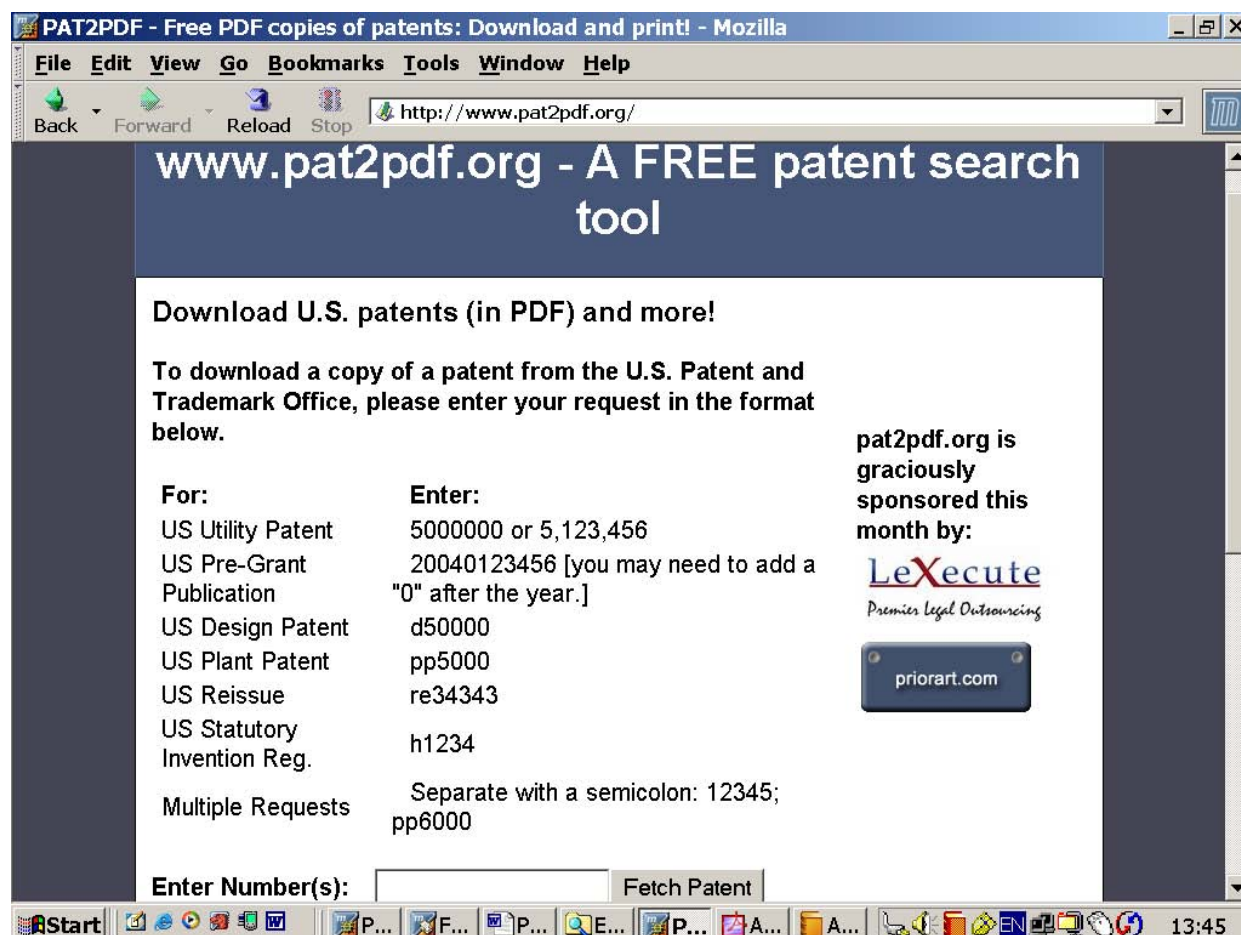 PAT2PDF - Free PDF copies of patents: Download and print! - Mozilla
File Edit View Go Bookmarks Tools Window Help
Back Forward Reload Stop http://www.pat2pdf.org/
www.pat2pdf.org - A FREE patent search
tool
Download U.S. patents (in PDF) and more!
To download a copy of a patent from the U.S. Patent and
Trademark Office, please enter your request in the format
below.
For: Enter:
US Utility Patent 5000000 or 5,123,456
US Pre-Grant
Publication
20040123456 [you may need to add a
"0" after the year.]
US Design Patent d50000
US Plant Patent pp5000
US Reissue re34343
US Statutory
Invention Reg.
h1234
Multiple Requests
Separate with a semicolon: 12345;
pp6000
Enter Number(s): Fetch Patent
pat2pdf.org is
graciously
sponsored this
month by:
LeXecute
Premier Legal Outsourcing
priorart.com
Start P... F... P... E... P... A... A... EN 13:45